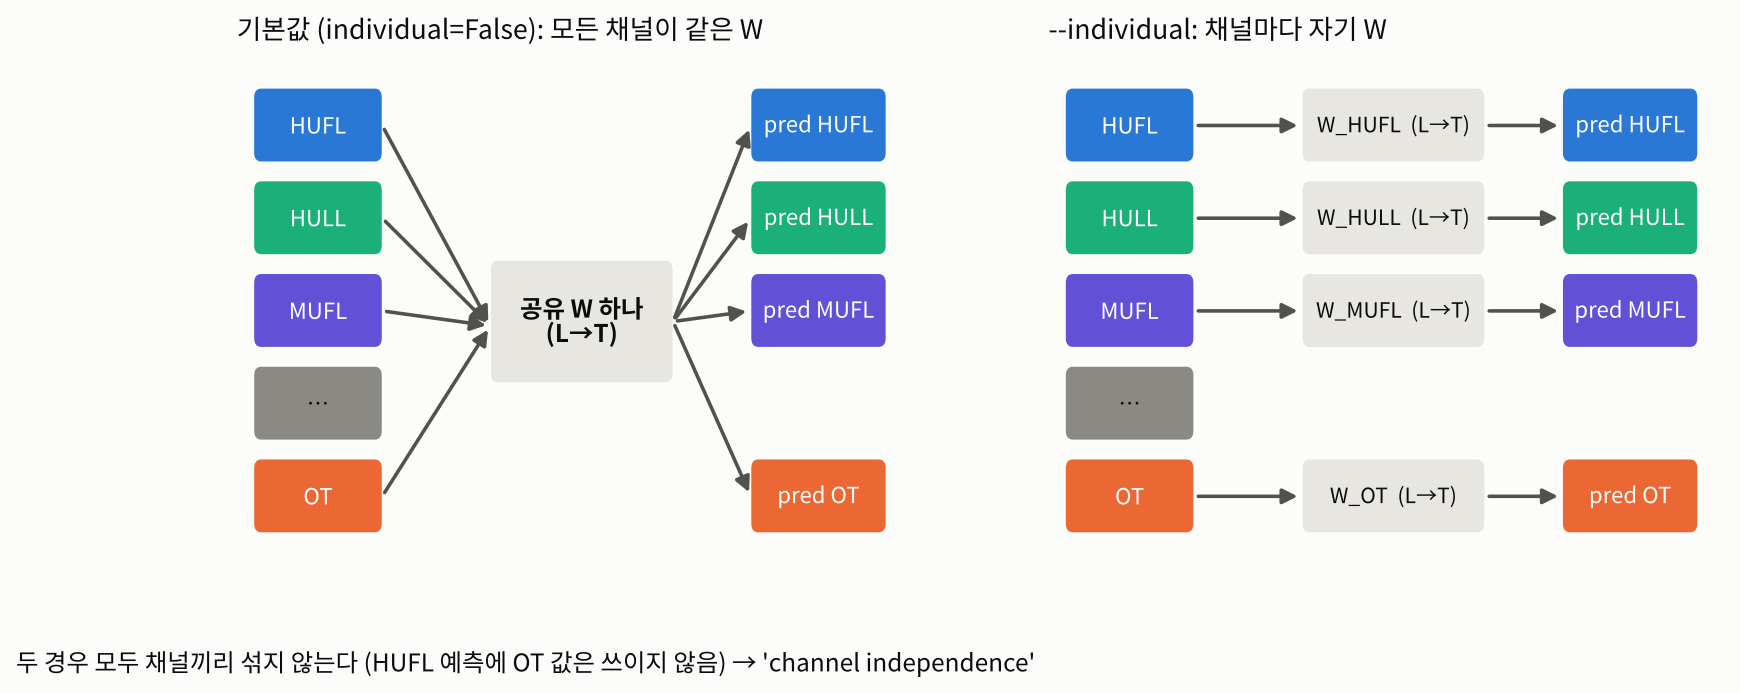 기본값 (individual=False): 모든 채널이 같은 W
HUFL
HULL
MUFL
...
OT
공유 W 하나
(L→T)
pred HUFL
pred HULL
pred MUFL
pred OT
--individual: 채널마다 자기 W
HUFL
W_HUFL (L→T)
pred HUFL
HULL
W_HULL (L→T)
pred HULL
MUFL
W_MUFL (L→T)
pred MUFL
...
OT
W_OT (L→T)
pred OT
두 경우 모두 채널끼리 섞지 않는다 (HUFL 예측에 OT 값은 쓰이지 않음) → 'channel independence'